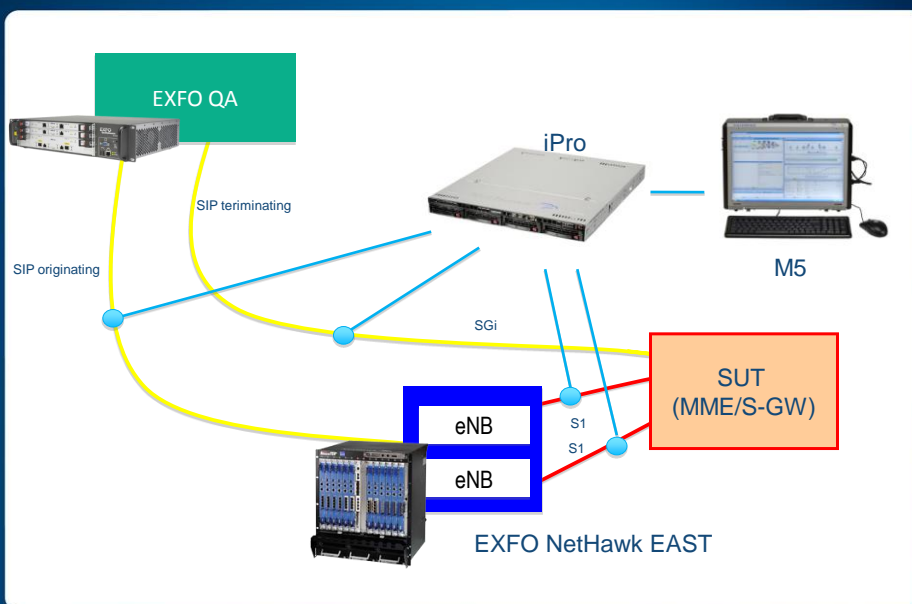 EXFO QA
EXFO
iPro
SIP teriminating
SIP originating
M5
SGi
SUT
(MME/S-GW)
eNB
S1
S1
eNB
EXFO NetHawk EAST